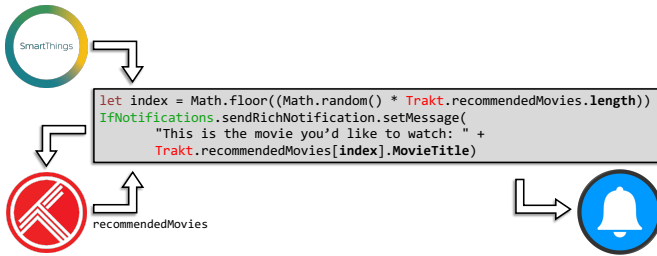 SmartThings
let index = Math.floor((Math.random() * Trakt.recommendedMovies.length))
IfNotifications.sendRichNotification.setMessage(
"This is the movie you’d like to watch: " +
Trakt.recommendedMovies[index].MovieTitle)
recommendedMovies